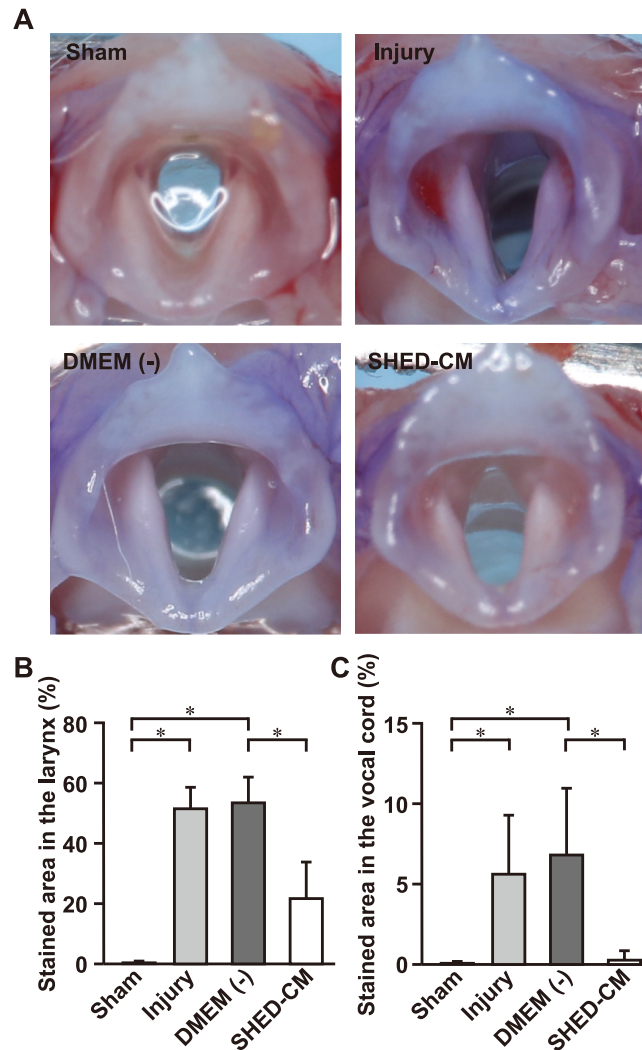 A
Sham
Injury
DMEM (-)
SHED-CM
B
C
Stained area in the larynx (%)
80
60
40
20
0
*
*
*
Sham
Injury
DMEM (-)
SHED-CM
Stained area in the vocal cord (%)
15
10
5
0
*
*
*
Sham
Injury
DMEM (-)
SHED-CM